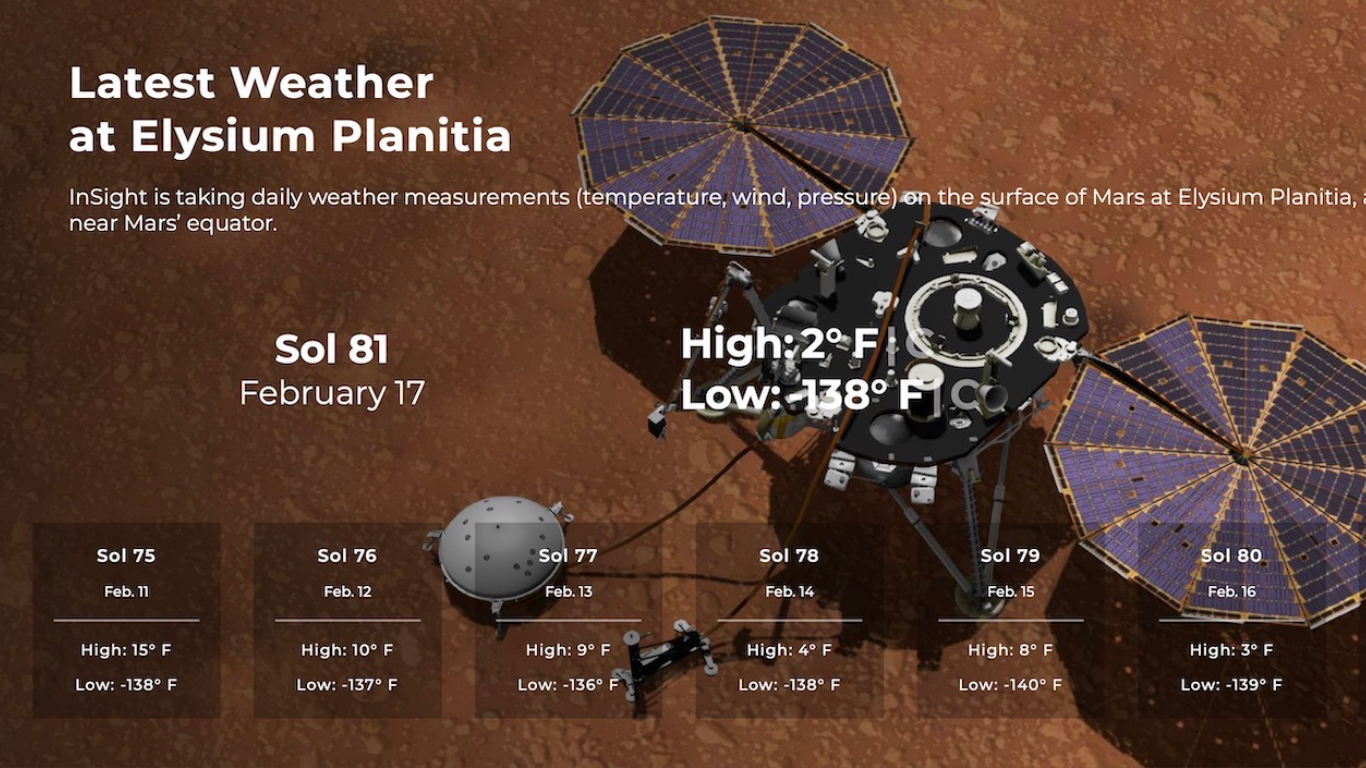 Latest Weather
at Elysium Planitia
InSight is taking daily weather measurements (temperature, wind, pressure) on the surface of Mars at Elysium Planitia,
near Mars’ equator.
Sol 81
February 17
High: 2° F | C
Low: -138° F | C
Sol 75
Feb. 11
High: 15° F
Low: -138° F
Sol 76
Feb. 12
High: 10° F
Low: -137° F
Sol 77
Feb. 13
High: 9° F
Low: -136° F
Sol 78
Feb. 14
High: 4° F
Low: -138° F
Sol 79
Feb. 15
High: 8° F
Low: -140° F
Sol 80
Feb. 16
High: 3° F
Low: -139° F